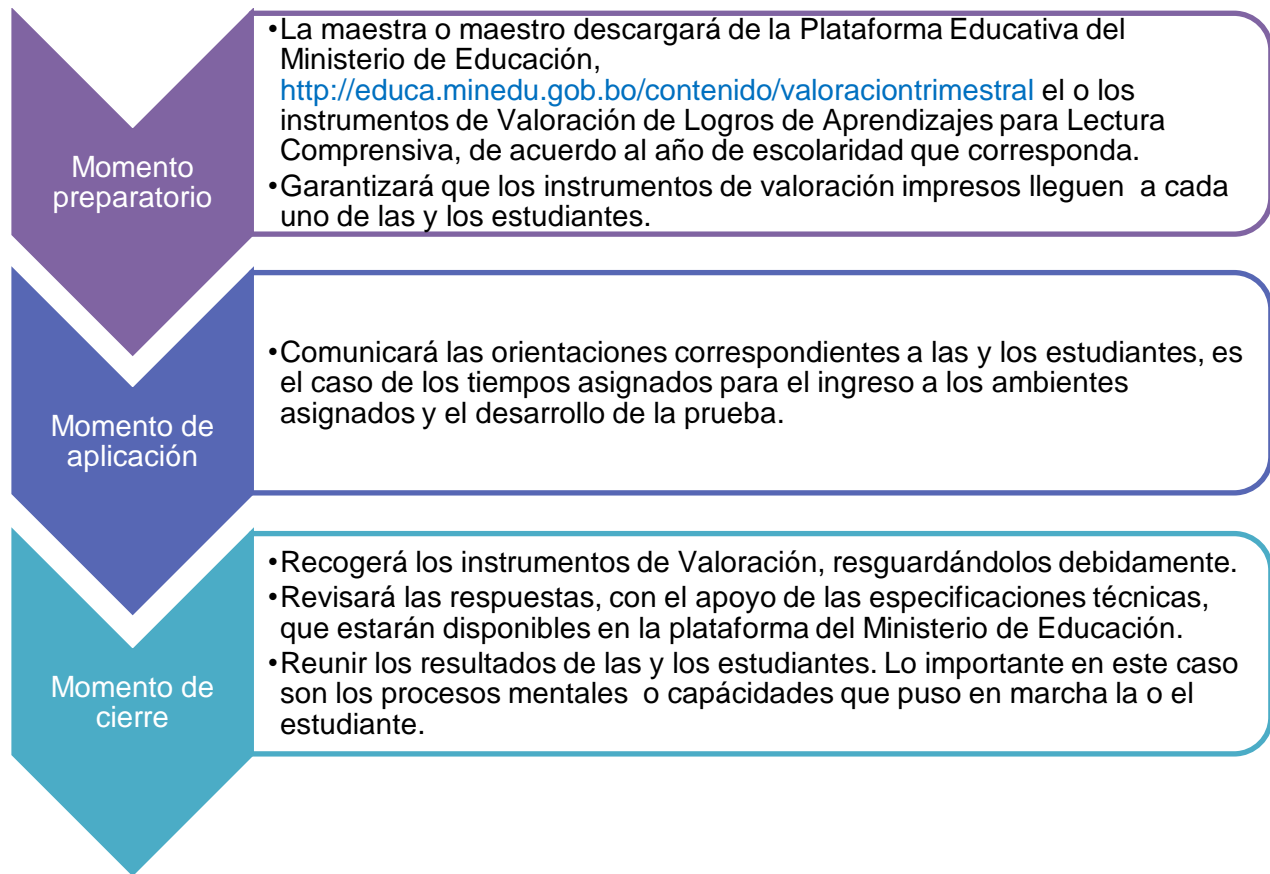 Momento
preparatorio
•La maestra o maestro descargará de la Plataforma Educativa del
Ministerio de Educación,
http://educa.minedu.gob.bo/contenido/valoraciontrimestral el o los
instrumentos de Valoración de Logros de Aprendizajes para Lectura
Comprensiva, de acuerdo al año de escolaridad que corresponda.
•Garantizará que los instrumentos de valoración impresos lleguen  a cada
uno de las y los estudiantes.
Momento de
aplicación
•Comunicará las orientaciones correspondientes a las y los estudiantes, es
el caso de los tiempos asignados para el ingreso a los ambientes
asignados y el desarrollo de la prueba.
Momento de
cierre
•Recogerá los instrumentos de Valoración, resguardándolos debidamente.
•Revisará las respuestas, con el apoyo de las especificaciones técnicas,
que estarán disponibles en la plataforma del Ministerio de Educación.
•Reunir los resultados de las y los estudiantes. Lo importante en este caso
son los procesos mentales  o capácidades que puso en marcha la o el
estudiante.